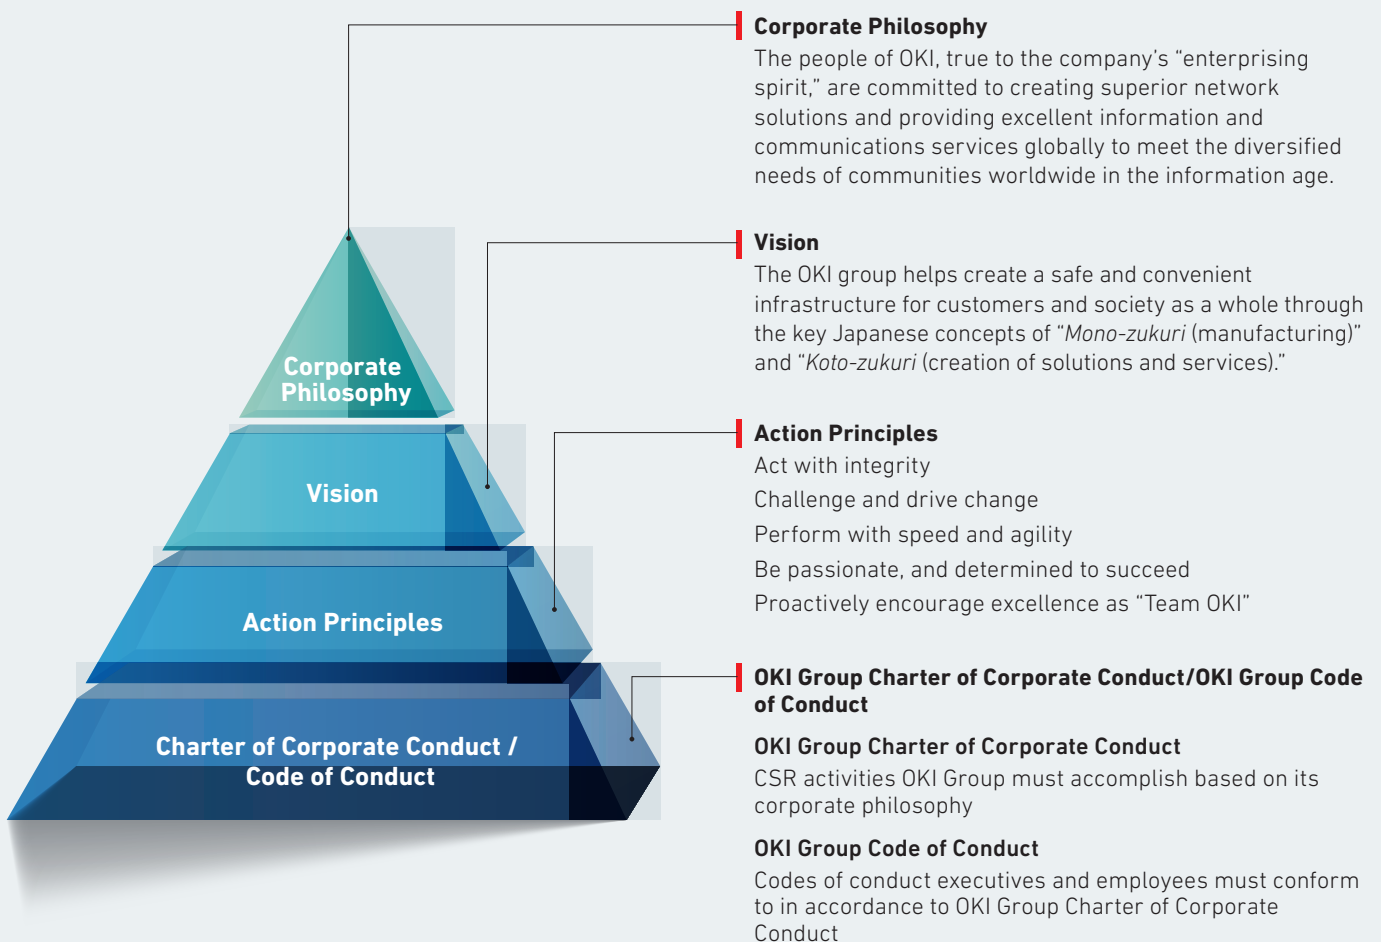 Corporate Philosophy
The people of OKI, true to the company’s “enterprising
spirit,” are committed to creating superior network
solutions and providing excellent information and
communications services globally to meet the diversified
needs of communities worldwide in the information age.
Vision
The OKI group helps create a safe and convenient
infrastructure for customers and society as a whole through
the key Japanese concepts of “Mono-zukuri (manufacturing)”
and “Koto-zukuri (creation of solutions and services).”
Action Principles
Act with integrity
Challenge and drive change
Perform with speed and agility
Be passionate, and determined to succeed
Proactively encourage excellence as “Team OKI”
OKI Group Charter of Corporate Conduct/OKI Group Code
of Conduct
OKI Group Charter of Corporate Conduct
CSR activities OKI Group must accomplish based on its
corporate philosophy
OKI Group Code of Conduct
Codes of conduct executives and employees must conform
to in accordance to OKI Group Charter of Corporate
Conduct
Corporate
Philosophy
Vision
Action Principles
Charter of Corporate Conduct /
Code of Conduct